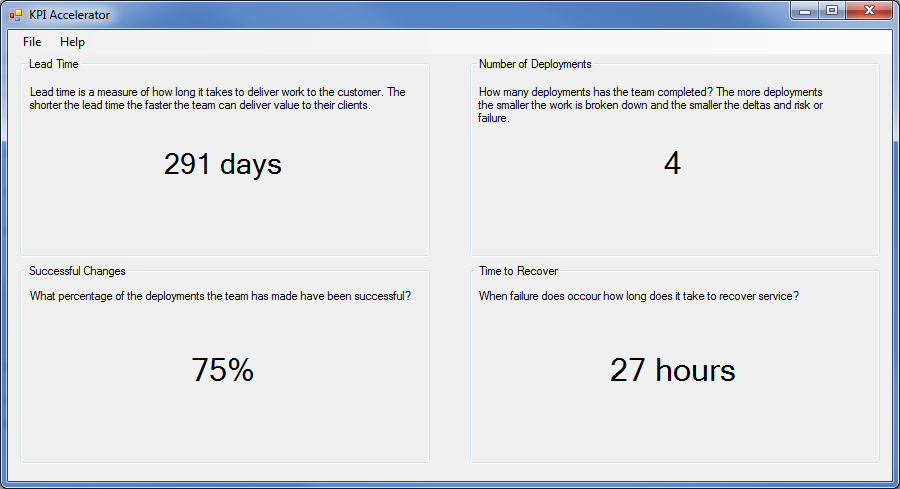 KPI Accelerator
File Help
Lead Time
Lead time is a measure of how long it takes to deliver work to the customer. The
shorter the lead time the faster the team can deliver value to their clients.
291 days
Number of Deployments
How many deployments has the team completed? The more deployments
the smaller the work is broken down and the smaller the deltas and risk or
failure.
4
Successful Changes
What percentage of the deployments the team has made have been successful?
75%
Time to Recover
When failure does occour how long does it take to recover service?
27 hours